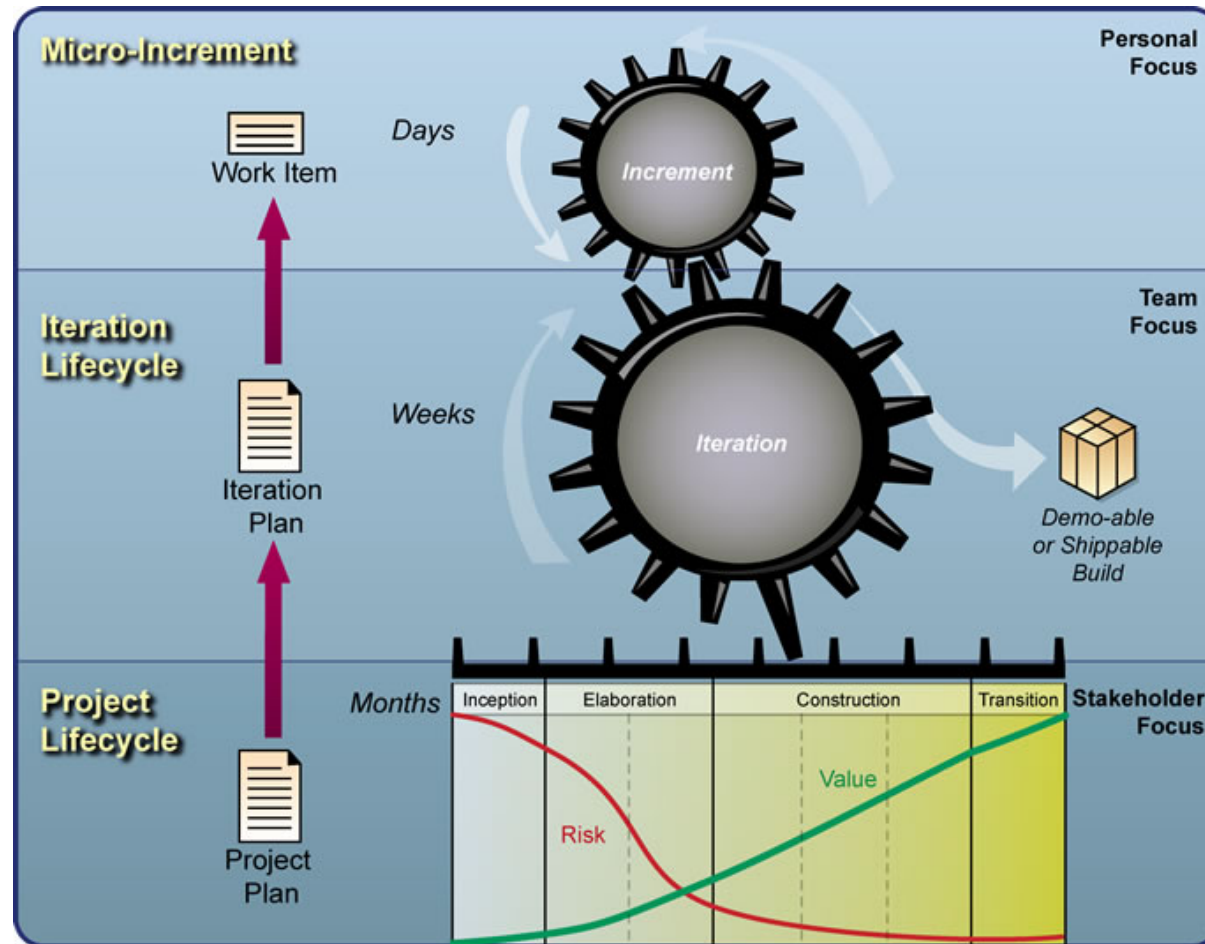 Micro-Increment
Personal
Focus
Days
Increment
Work Item
Iteration
Lifecycle
Team
Focus
Weeks
Iteration
Iteration
Plan
Demo-able
or Shippable
Build
Project
Lifecycle
Months
Inception
Elaboration
Construction
Transition
Stakeholder
Focus
Value
Risk
Project
Plan